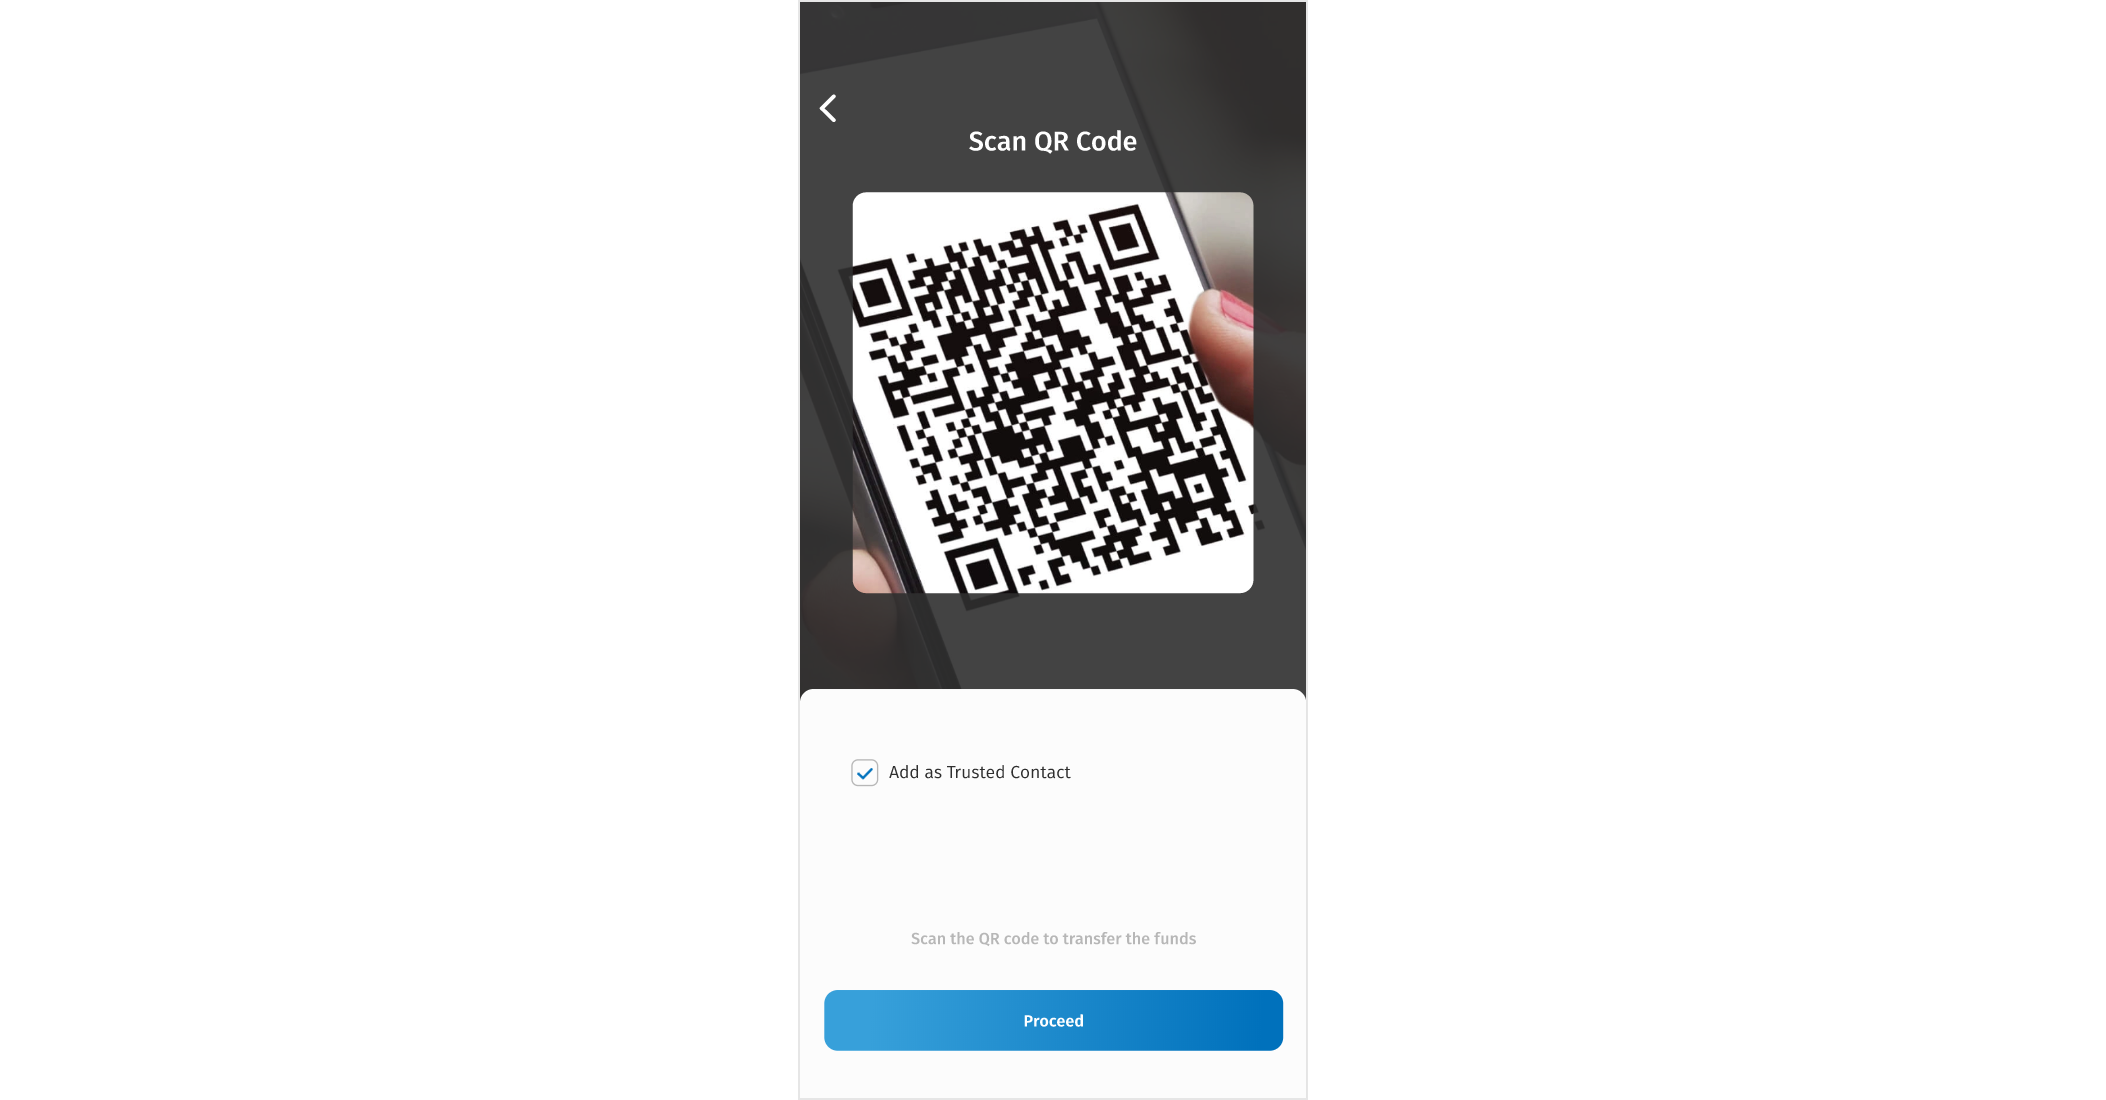 Scan QR Code
Add as Trusted Contact
Scan the QR code to transfer the funds
Proceed